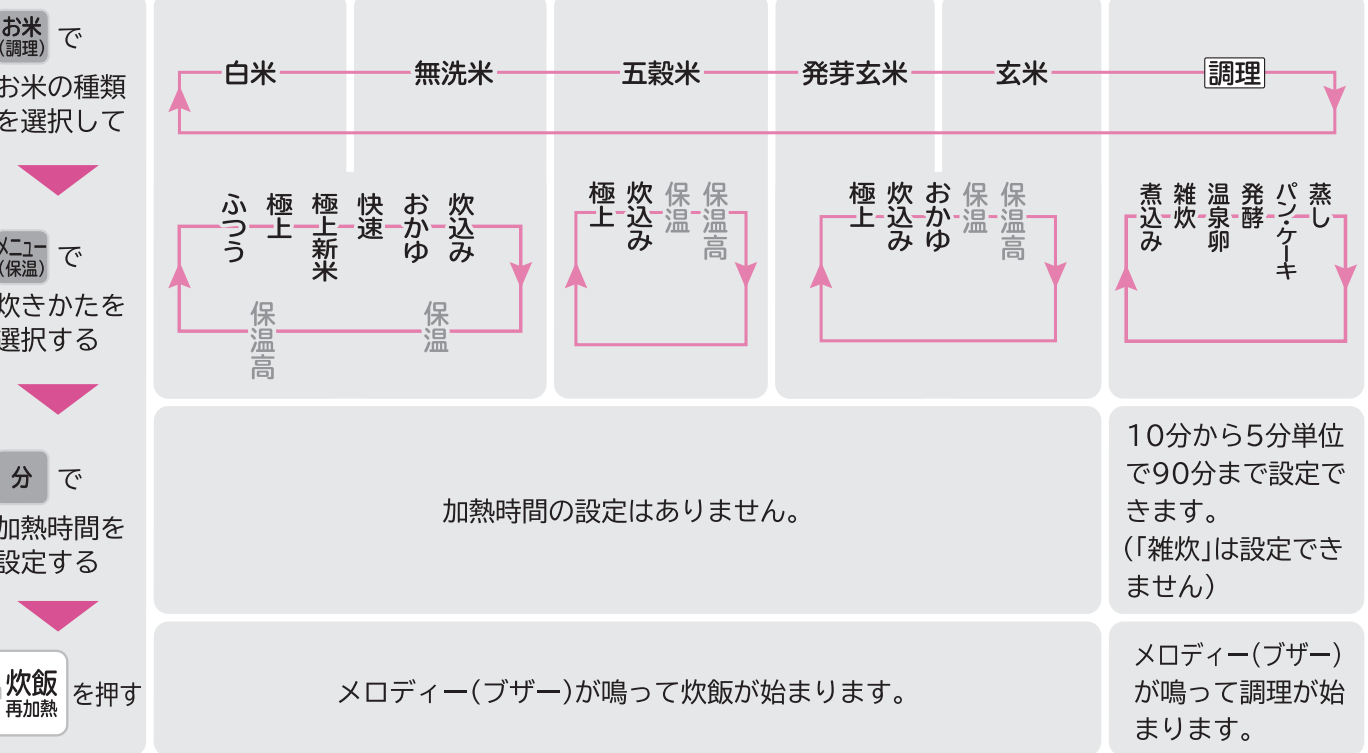 お米
(調理) で
お米の種類
を選択して
メニュー
(保温) で
炊きかたを
選択する
分 で
加熱時間を
設定する
炊飯
再加熱 を押す
白米 無洗米 五穀米 発芽玄米 玄米 調理
ふつう
極上
極上新米
快速
おかゆ
炊込み
保温高
保温
極上
炊込み
保温
保温高
極上
炊込み
おかゆ
保温
保温高
煮込み
雑炊
温泉卵
発酵
パン・ケーキ
蒸し
加熱時間の設定はありません。
10分から5分単位
で90分まで設定で
きます。
(「雑炊」は設定でき
ません)
メロディー(ブザー)が鳴って炊飯が始まります。
メロディー(ブザー)
が鳴って調理が始
まります。